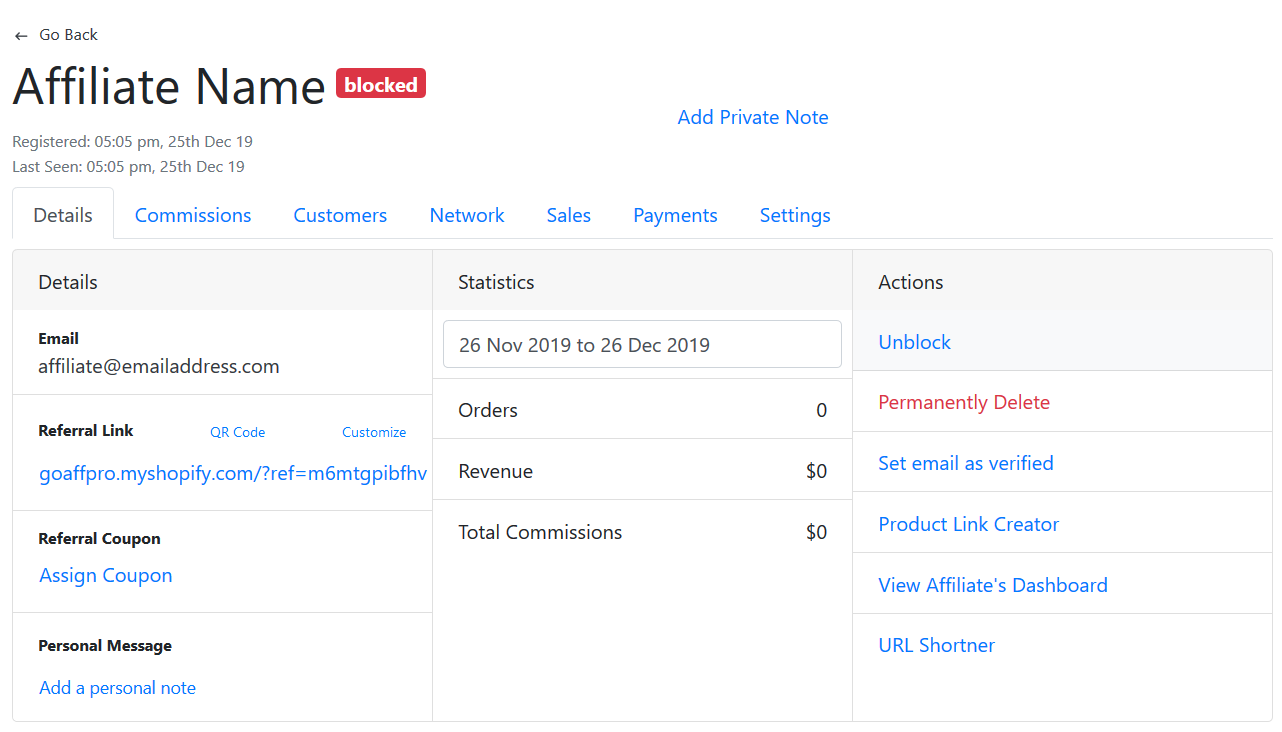 ← Go Back
Affiliate Name blocked
Add Private Note
Registered: 05:05 pm, 25th Dec 19
Last Seen: 05:05 pm, 25th Dec 19
Details Commissions Customers Network Sales Payments Settings
Details
Email
affiliate@emailaddress.com
Referral Link QR Code Customize
goaffpro.myshopify.com/?ref=m6mtgpibfhv
Referral Coupon
Assign Coupon
Personal Message
Add a personal note
Statistics
26 Nov 2019 to 26 Dec 2019
Orders 0
Revenue $0
Total Commissions $0
Actions
Unblock
Permanently Delete
Set email as verified
Product Link Creator
View Affiliate's Dashboard
URL Shortner